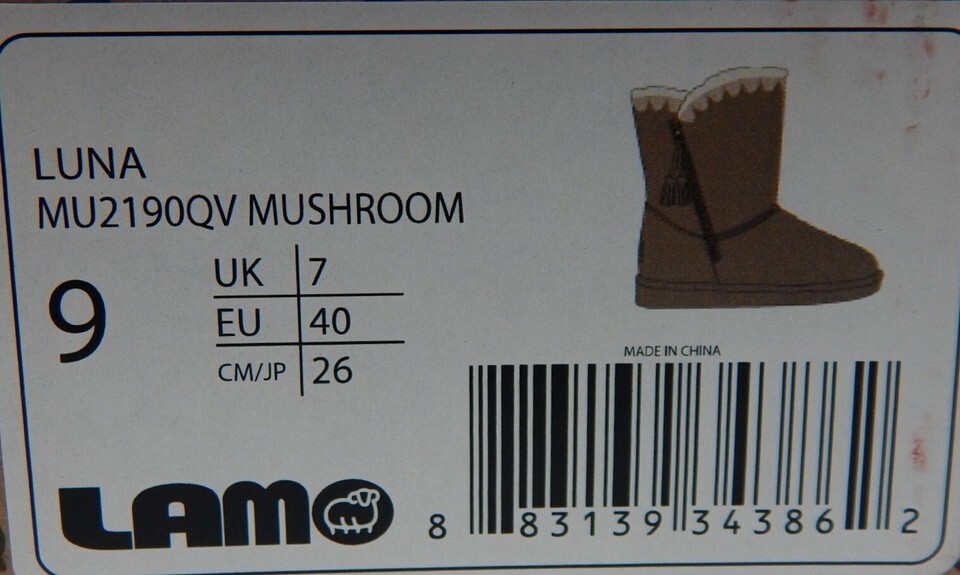 LUNA
MU2190QV MUSHROOM
9
UK 7
EU 40
CM/JP 26
MADE IN CHINA
LAMO
8 83139 34386 2